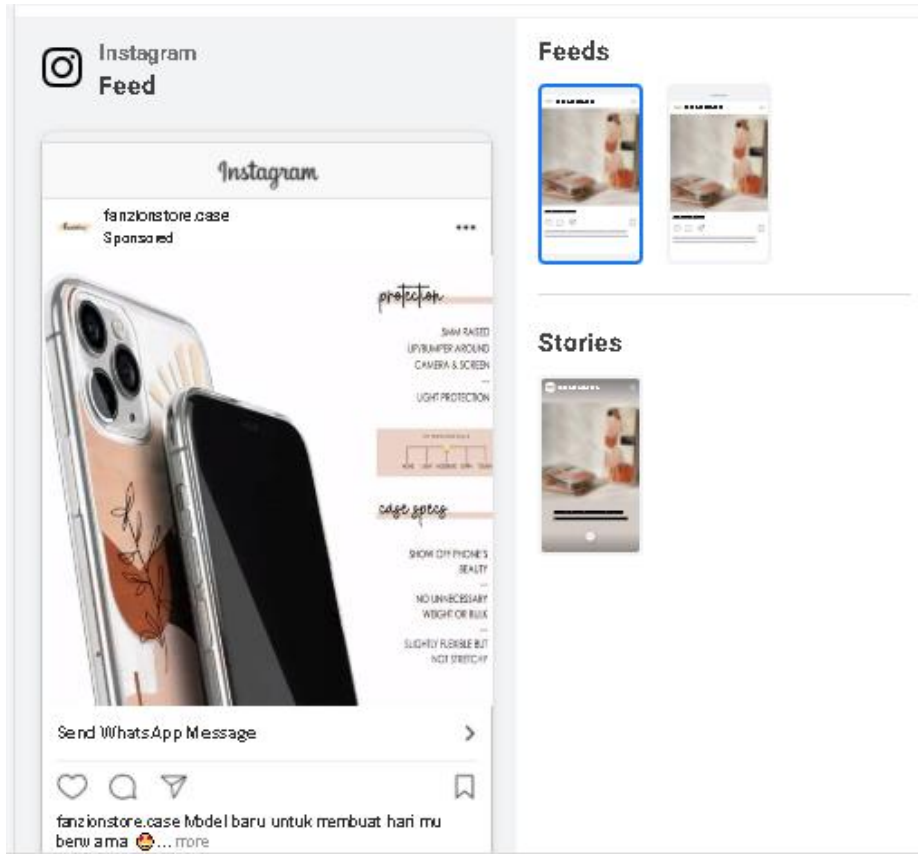 Instagram
Feed
Instagram
fanzionstore.case
Sponsored
protection
5MM RAISED
LIP/BUMPER AROUND
CAMERA & SCREEN
LIGHT PROTECTION
case specs
SHOW OFF PHONE'S
BEAUTY
NO UNNECESSARY
WEIGHT OR BULK
SLIGHTLY FLEXIBLE BUT
NOT STRETCHY
Send WhatsApp Message
fanzionstore.case Model baru untuk membuat hari mu
berwarna 🤩... more
Feeds
Stories